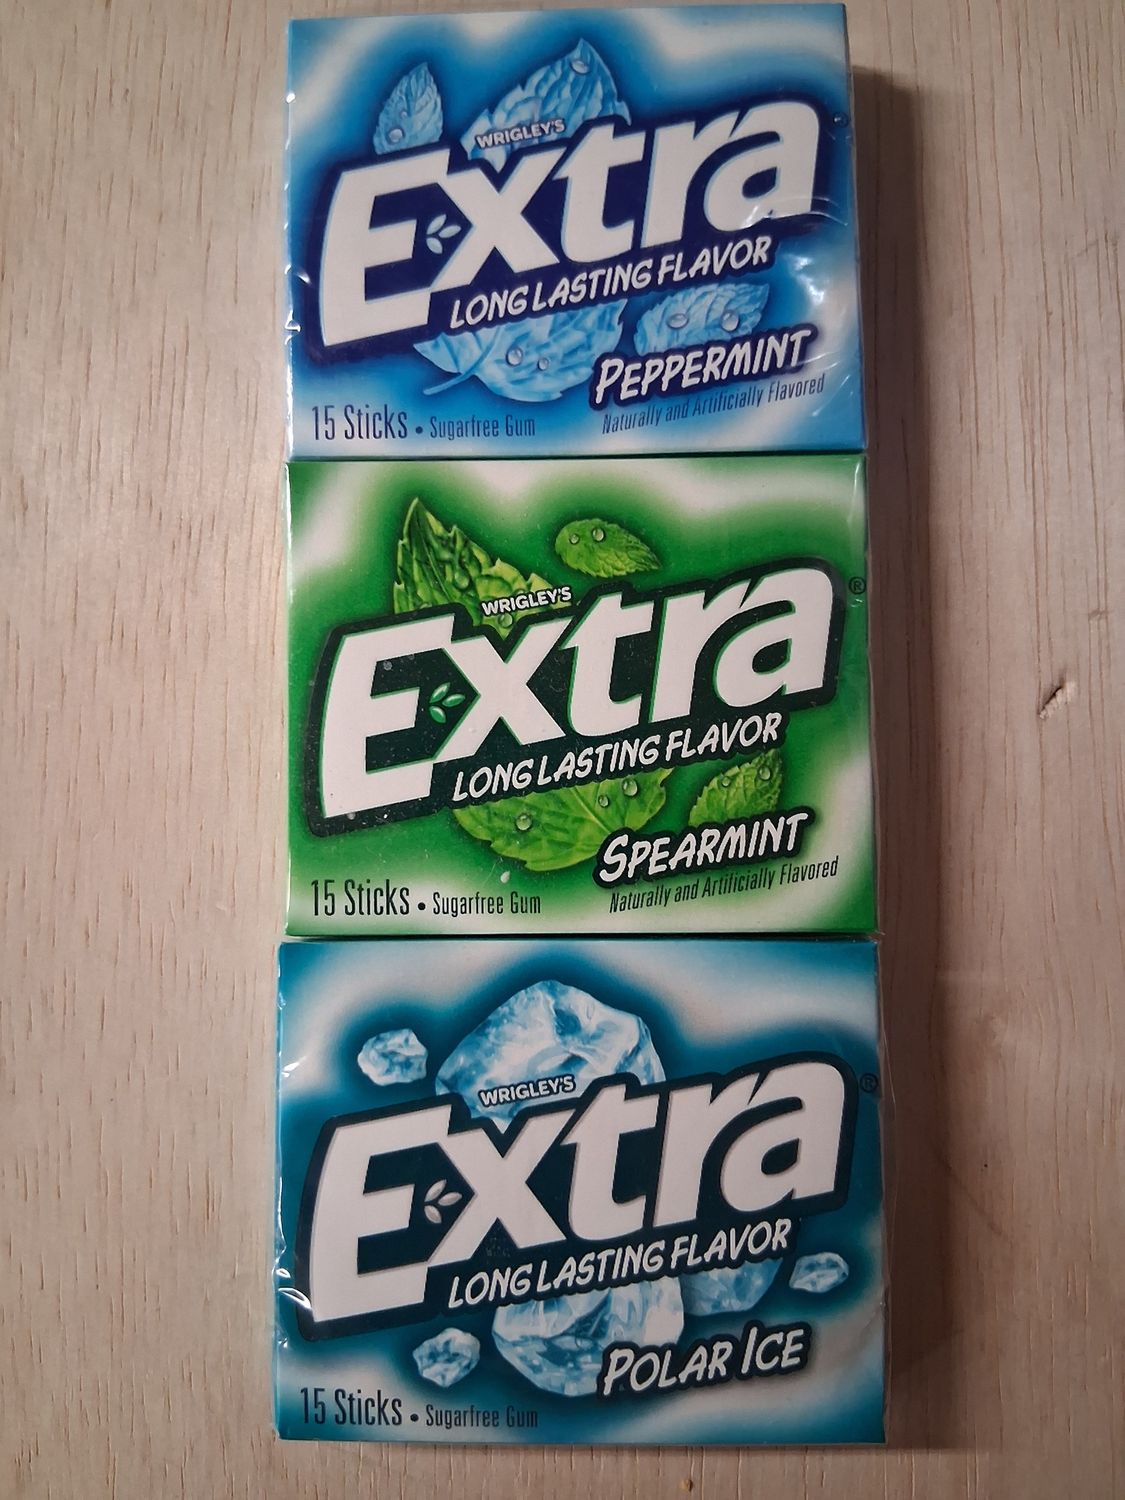 WRIGLEY'S
Extra
LONG LASTING FLAVOR
PEPPERMINT
Naturally and Artificially Flavored
15 Sticks • Sugarfree Gum
WRIGLEY'S
Extra®
LONG LASTING FLAVOR
SPEARMINT
Naturally and Artificially Flavored
15 Sticks • Sugarfree Gum
WRIGLEY'S
Extra®
LONG LASTING FLAVOR
POLAR ICE
15 Sticks • Sugarfree Gum